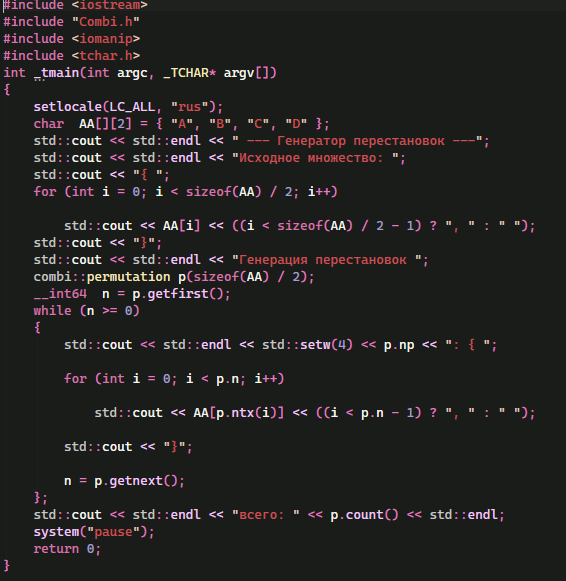 #include <iostream>
#include "Combi.h"
#include <iomanip>
#include <tchar.h>
int _tmain(int argc, _TCHAR* argv[])
{
    setlocale(LC_ALL, "rus");
    char  AA[][2] = { "A", "B", "C", "D" };
    std::cout << std::endl << " --- Генератор перестановок ---";
    std::cout << std::endl << "Исходное множество: ";
    std::cout << "{ ";
    for (int i = 0; i < sizeof(AA) / 2; i++)
        std::cout << AA[i] << ((i < sizeof(AA) / 2 - 1) ? ", " : " ");
    std::cout << "}";
    std::cout << std::endl << "Генерация перестановок ";
    combi::permutation p(sizeof(AA) / 2);
    __int64  n = p.getfirst();
    while (n >= 0)
    {
        std::cout << std::endl << std::setw(4) << p.np << ": { ";
        for (int i = 0; i < p.n; i++)
            std::cout << AA[p.ntx(i)] << ((i < p.n - 1) ? ", " : " ");
        std::cout << "}";
        n = p.getnext();
    };
    std::cout << std::endl << "всего: " << p.count() << std::endl;
    system("pause");
    return 0;
}